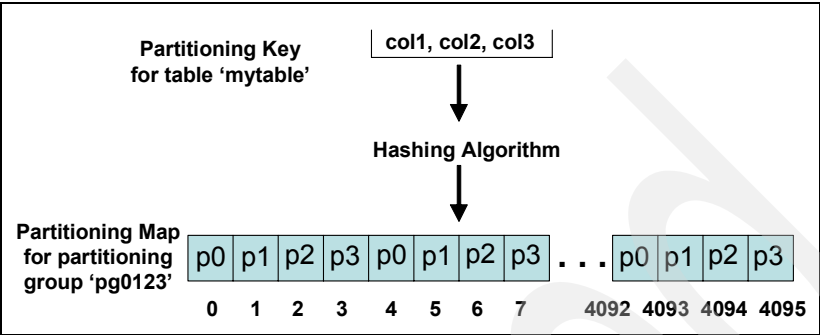 Partitioning Key
for table ‘mytable’
col1, col2, col3
Hashing Algorithm
Partitioning Map
for partitioning
group ‘pg0123’
p0 p1 p2 p3 p0 p1 p2 p3 . . . p0 p1 p2 p3
0 1 2 3 4 5 6 7 4092 4093 4094 4095